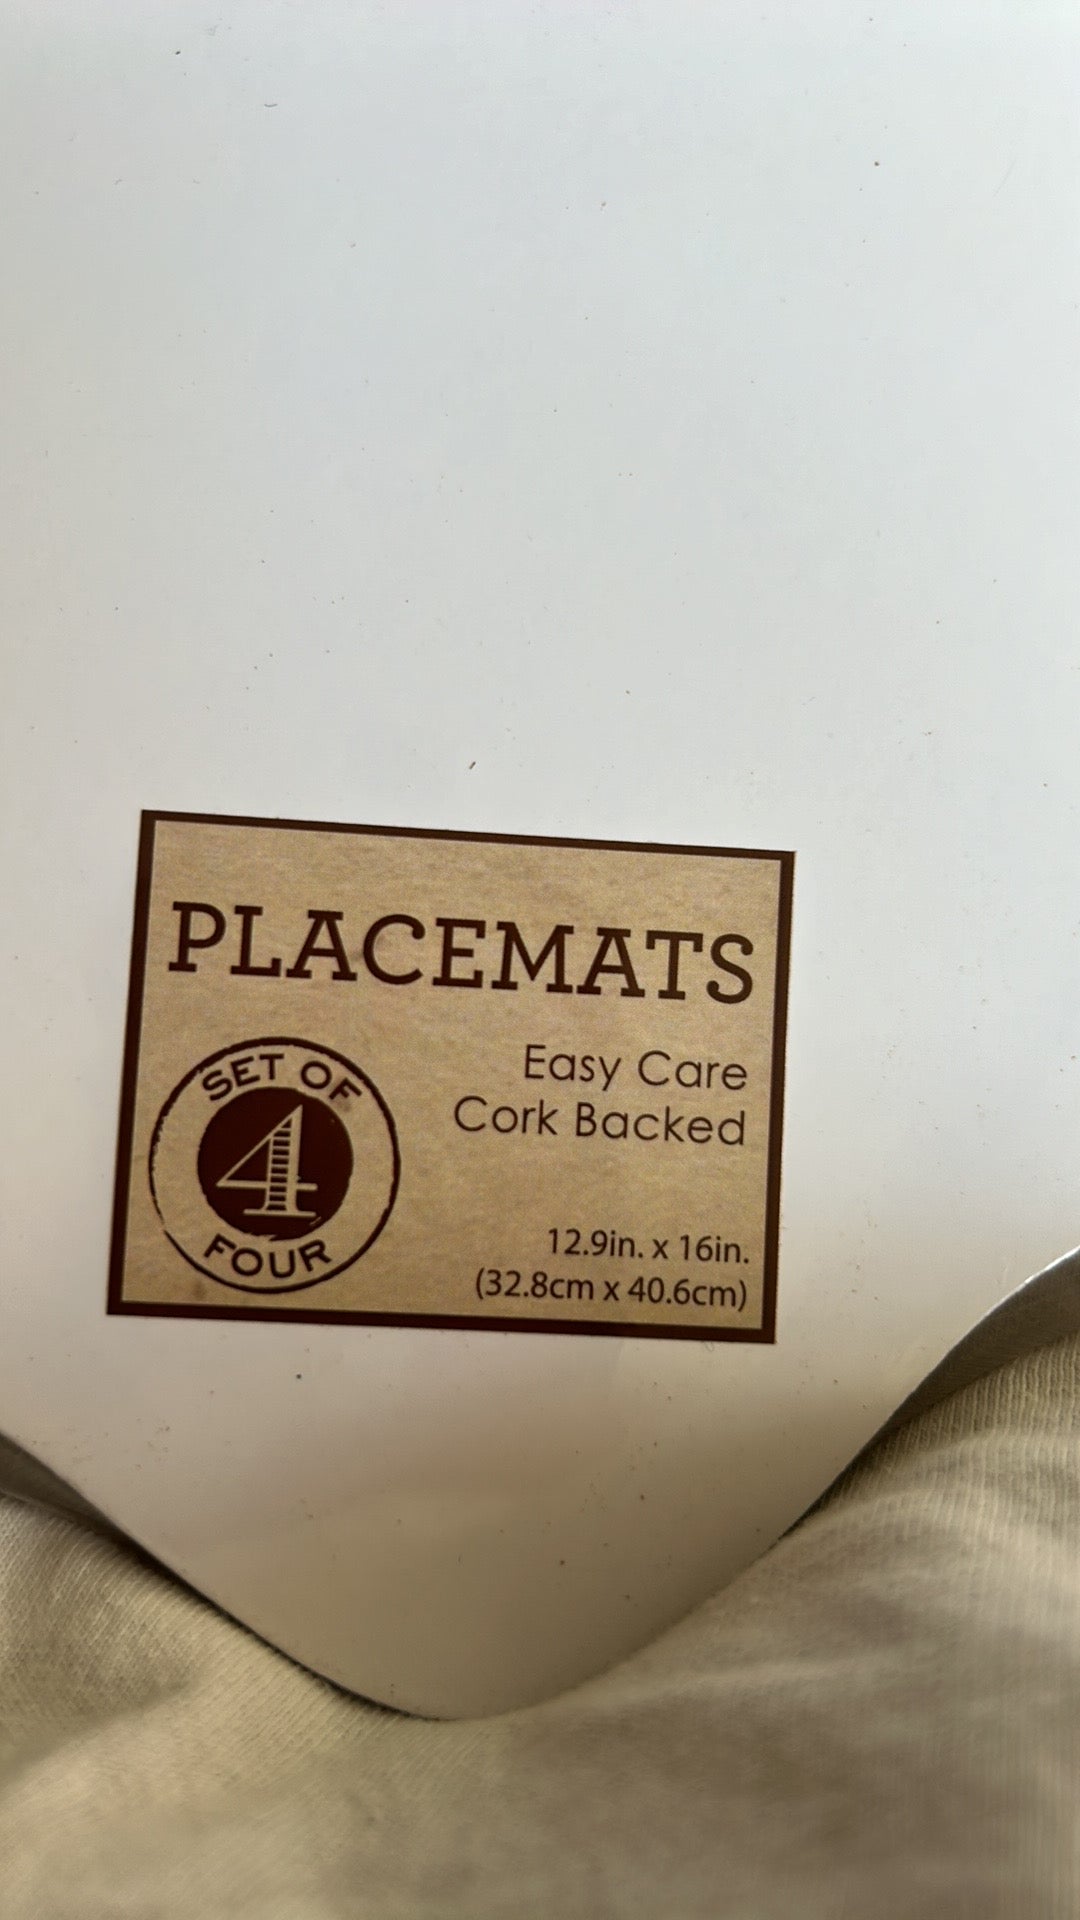 PLACEMATS
Easy Care
Cork Backed
SET OF
4
FOUR
12.9in. x 16in.
(32.8cm x 40.6cm)